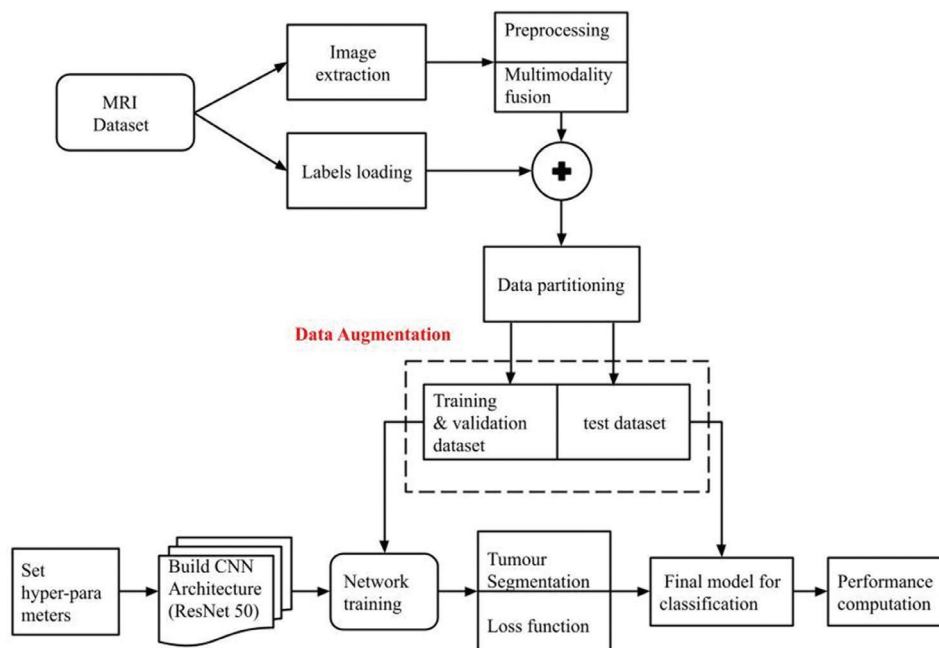 Image
extraction
Preprocessing
Multimodality
fusion
MRI
Dataset
Labels loading
Data partitioning
Data Augmentation
Training
& validation
dataset
test dataset
Set
hyper-para
meters
Build CNN
Architecture
(ResNet 50)
Network
training
Tumour
Segmentation
Loss function
Final model for
classification
Performance
computation